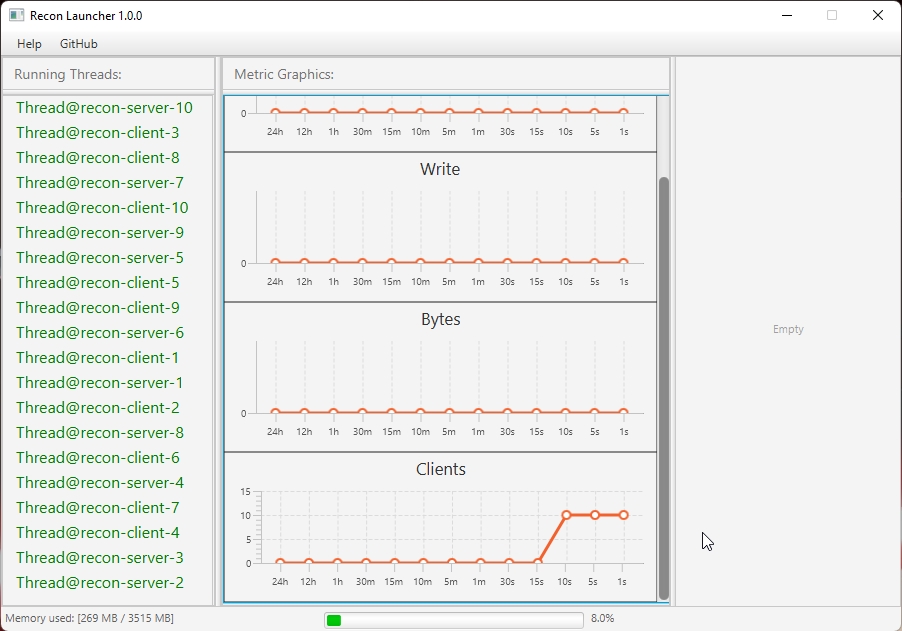 Recon Launcher 1.0.0
Help GitHub
Running Threads:
Thread@recon-server-10
Thread@recon-client-3
Thread@recon-client-8
Thread@recon-server-7
Thread@recon-client-10
Thread@recon-server-9
Thread@recon-server-5
Thread@recon-client-5
Thread@recon-client-9
Thread@recon-server-6
Thread@recon-client-1
Thread@recon-server-1
Thread@recon-client-2
Thread@recon-server-8
Thread@recon-client-6
Thread@recon-server-4
Thread@recon-client-7
Thread@recon-client-4
Thread@recon-server-3
Thread@recon-server-2
Metric Graphics:
0
24h 12h 1h 30m 15m 10m 5m 1m 30s 15s 10s 5s 1s
Write
0
24h 12h 1h 30m 15m 10m 5m 1m 30s 15s 10s 5s 1s
Bytes
0
24h 12h 1h 30m 15m 10m 5m 1m 30s 15s 10s 5s 1s
Clients
15
10
5
0
24h 12h 1h 30m 15m 10m 5m 1m 30s 15s 10s 5s 1s
Empty
Memory used: [269 MB / 3515 MB]
8.0%